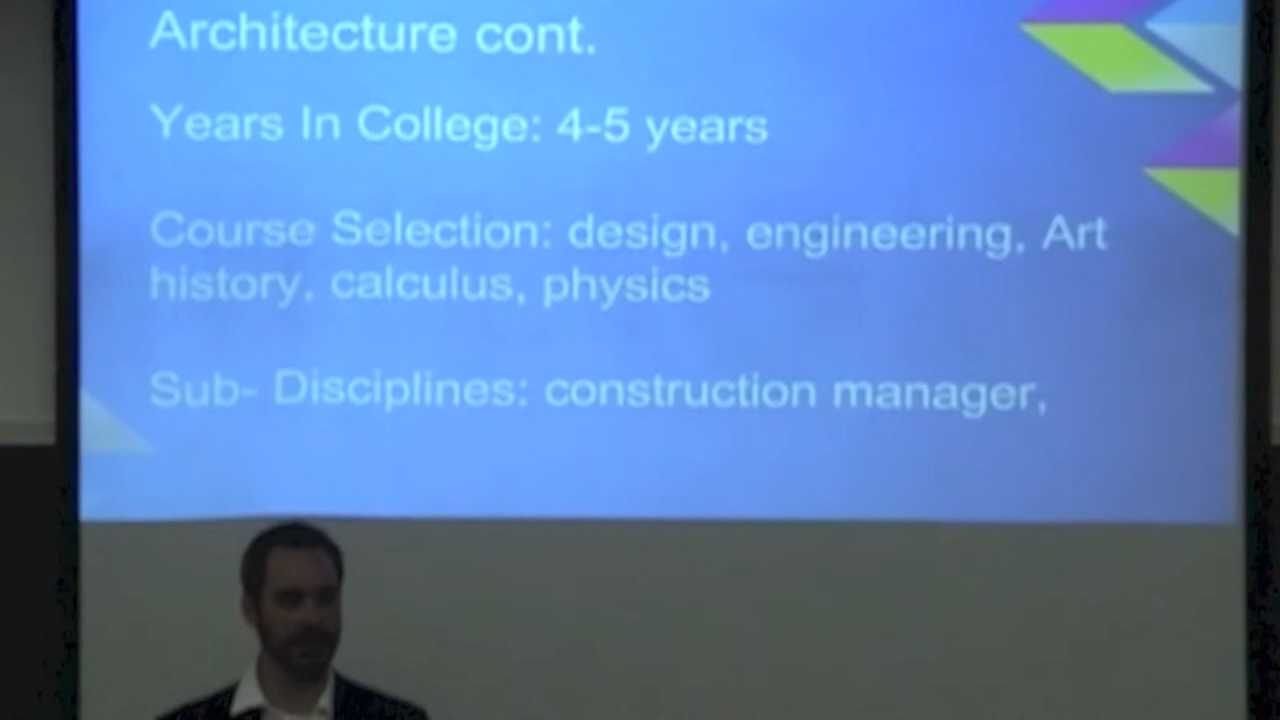 Architecture cont.
Years In College: 4-5 years
Course Selection: design, engineering, Art
history, calculus, physics
Sub- Disciplines: construction manager,